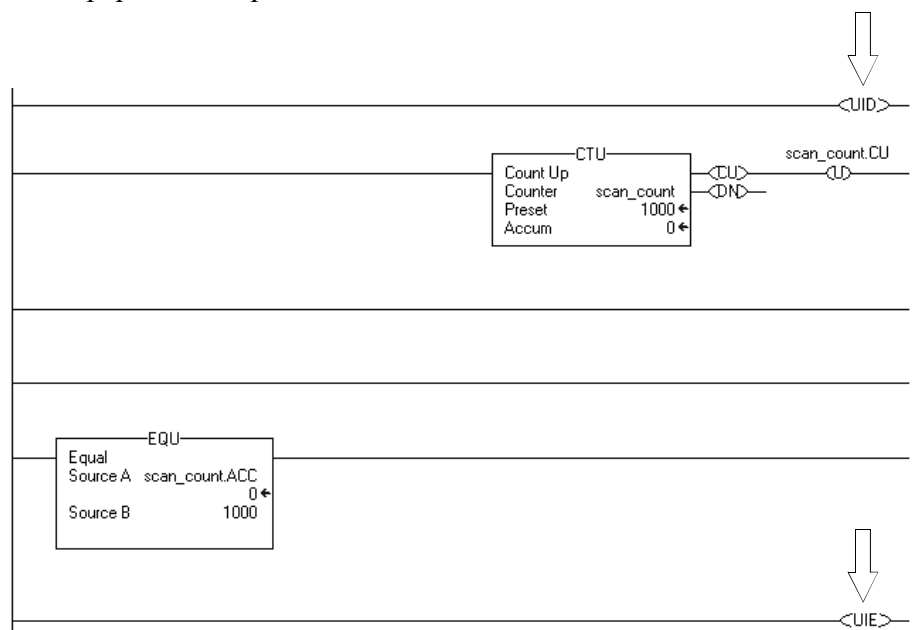 UID
CTU
Count Up
Counter scan_count
Preset 1000
Accum 0
CU
DN
scan_count.CU
U
EQU
Equal
Source A scan_count.ACC
0
Source B 1000
UIE